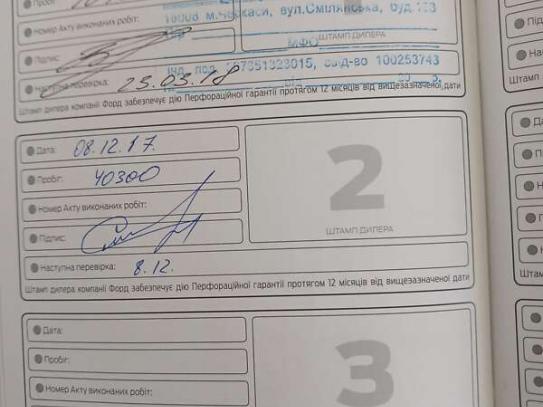 Номер Акту виконаних робіт:
18008 м.Черкаси, вул.Смілянська, буд.
Підпис:
ШТАМП ДИЛЕРА
МФО
Наступна перевірка: 25.03.18
Штамп дилера компанії Форд забезпечує дію Перфораційної гарантії протягом 12 місяців від вищезазначеної дати
Дата: 08.12.17.
2
Пробіг: 40300
Номер Акту виконаних робіт:
Підпис:
ШТАМП ДИЛЕРА
Наступна перевірка: 8.12.
Штамп дилера компанії Форд забезпечує дію Перфораційної гарантії протягом 12 місяців від вищезазначеної дати
Дата:
3
Пробіг:
Номер Акту виконаних робіт: